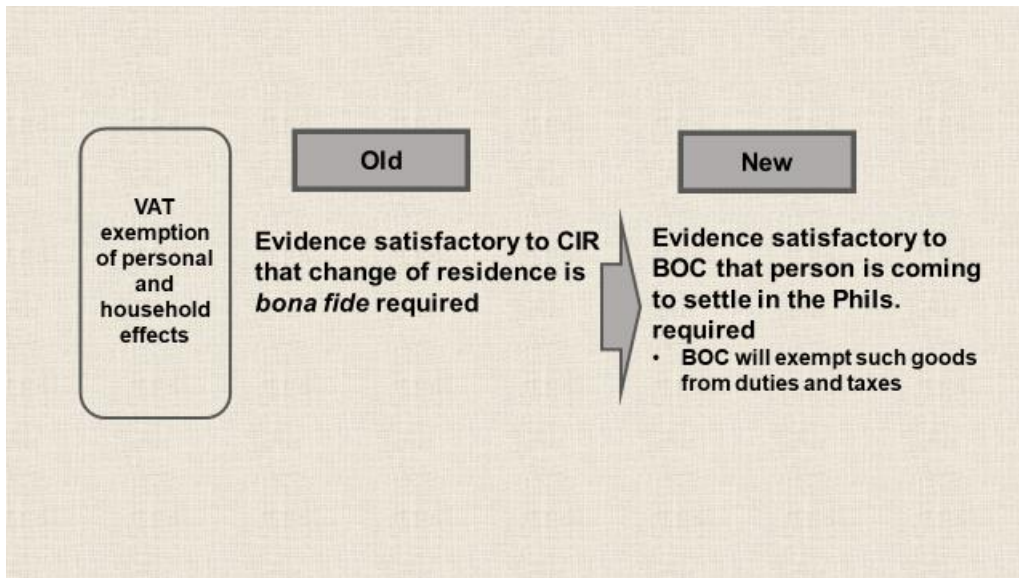 VAT
exemption
of personal
and
household
effects
Old
Evidence satisfactory to CIR
that change of residence is
bona fide required
New
Evidence satisfactory to
BOC that person is coming
to settle in the Phils.
required
• BOC will exempt such goods
from duties and taxes